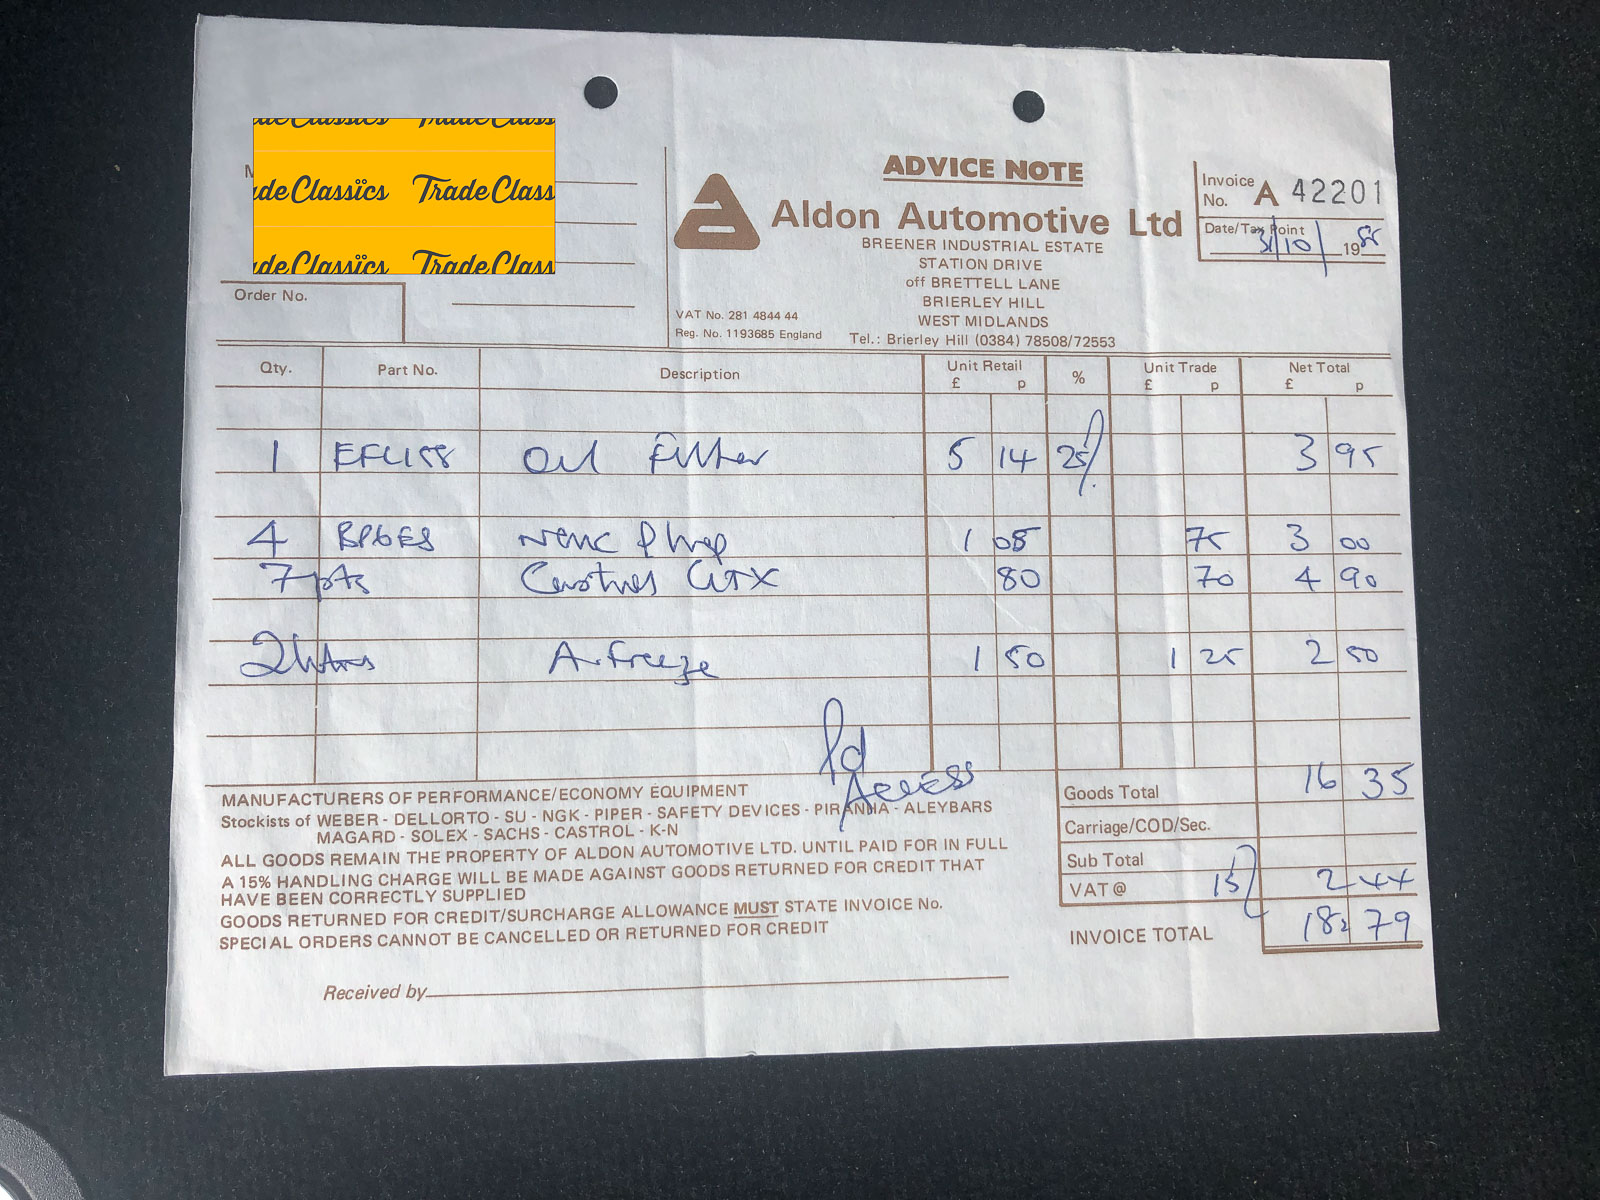 TradeClassics
TradeClassics
TradeClassics
ADVICE NOTE
Aldon Automotive Ltd
BREENER INDUSTRIAL ESTATE
STATION DRIVE
off BRETTELL LANE
BRIERLEY HILL
WEST MIDLANDS
Tel.: Brierley Hill (0384) 78508/72553
VAT No. 281 4844 44
Reg. No. 1193685 England
Invoice No. A 42201
Date/Tax Point
31/10/ 19
Order No.
Qty. Part No. Description Unit Retail £ p % Unit Trade £ p Net Total £ p
1 Oil Filter 5 14 25% 3 95
4 BP6ES 1 05 75 3 00
7pts GTX 80 70 4 90
2 A-freeze 1 50 1 25 2 50
Pd
Access
MANUFACTURERS OF PERFORMANCE/ECONOMY EQUIPMENT
Stockists of WEBER - DELLORTO - SU - NGK - PIPER - SAFETY DEVICES - PIRANHA - ALEYBARS
MAGARD - SOLEX - SACHS - CASTROL - K-N
ALL GOODS REMAIN THE PROPERTY OF ALDON AUTOMOTIVE LTD. UNTIL PAID FOR IN FULL
A 15% HANDLING CHARGE WILL BE MADE AGAINST GOODS RETURNED FOR CREDIT THAT
HAVE BEEN CORRECTLY SUPPLIED
GOODS RETURNED FOR CREDIT/SURCHARGE ALLOWANCE MUST STATE INVOICE No.
SPECIAL ORDERS CANNOT BE CANCELLED OR RETURNED FOR CREDIT
Goods Total 16 35
Carriage/COD/Sec.
Sub Total
VAT @ 15% 2 44
INVOICE TOTAL 18 79
Received by